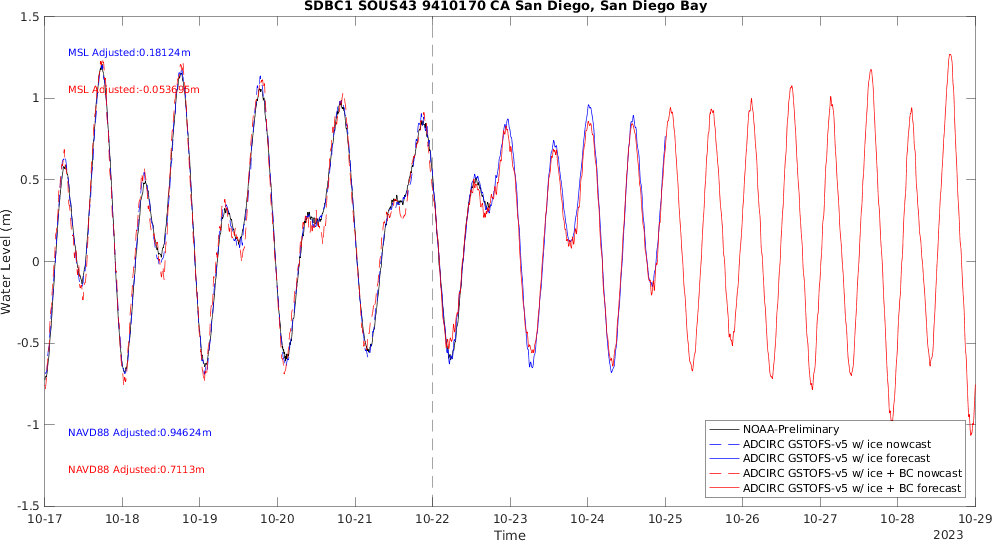 SDBC1 SOUS43 9410170 CA San Diego, San Diego Bay
1.5
MSL Adjusted:0.18124m
MSL Adjusted:-0.053695m
1
0.5
0
-0.5
-1
-1.5
Water Level (m)
NAVD88 Adjusted:0.94624m
NAVD88 Adjusted:0.7113m
NOAA-Preliminary
ADCIRC GSTOFS-v5 w/ ice nowcast
ADCIRC GSTOFS-v5 w/ ice forecast
ADCIRC GSTOFS-v5 w/ ice + BC nowcast
ADCIRC GSTOFS-v5 w/ ice + BC forecast
10-17 10-18 10-19 10-20 10-21 10-22 10-23 10-24 10-25 10-26 10-27 10-28 10-29
Time
2023